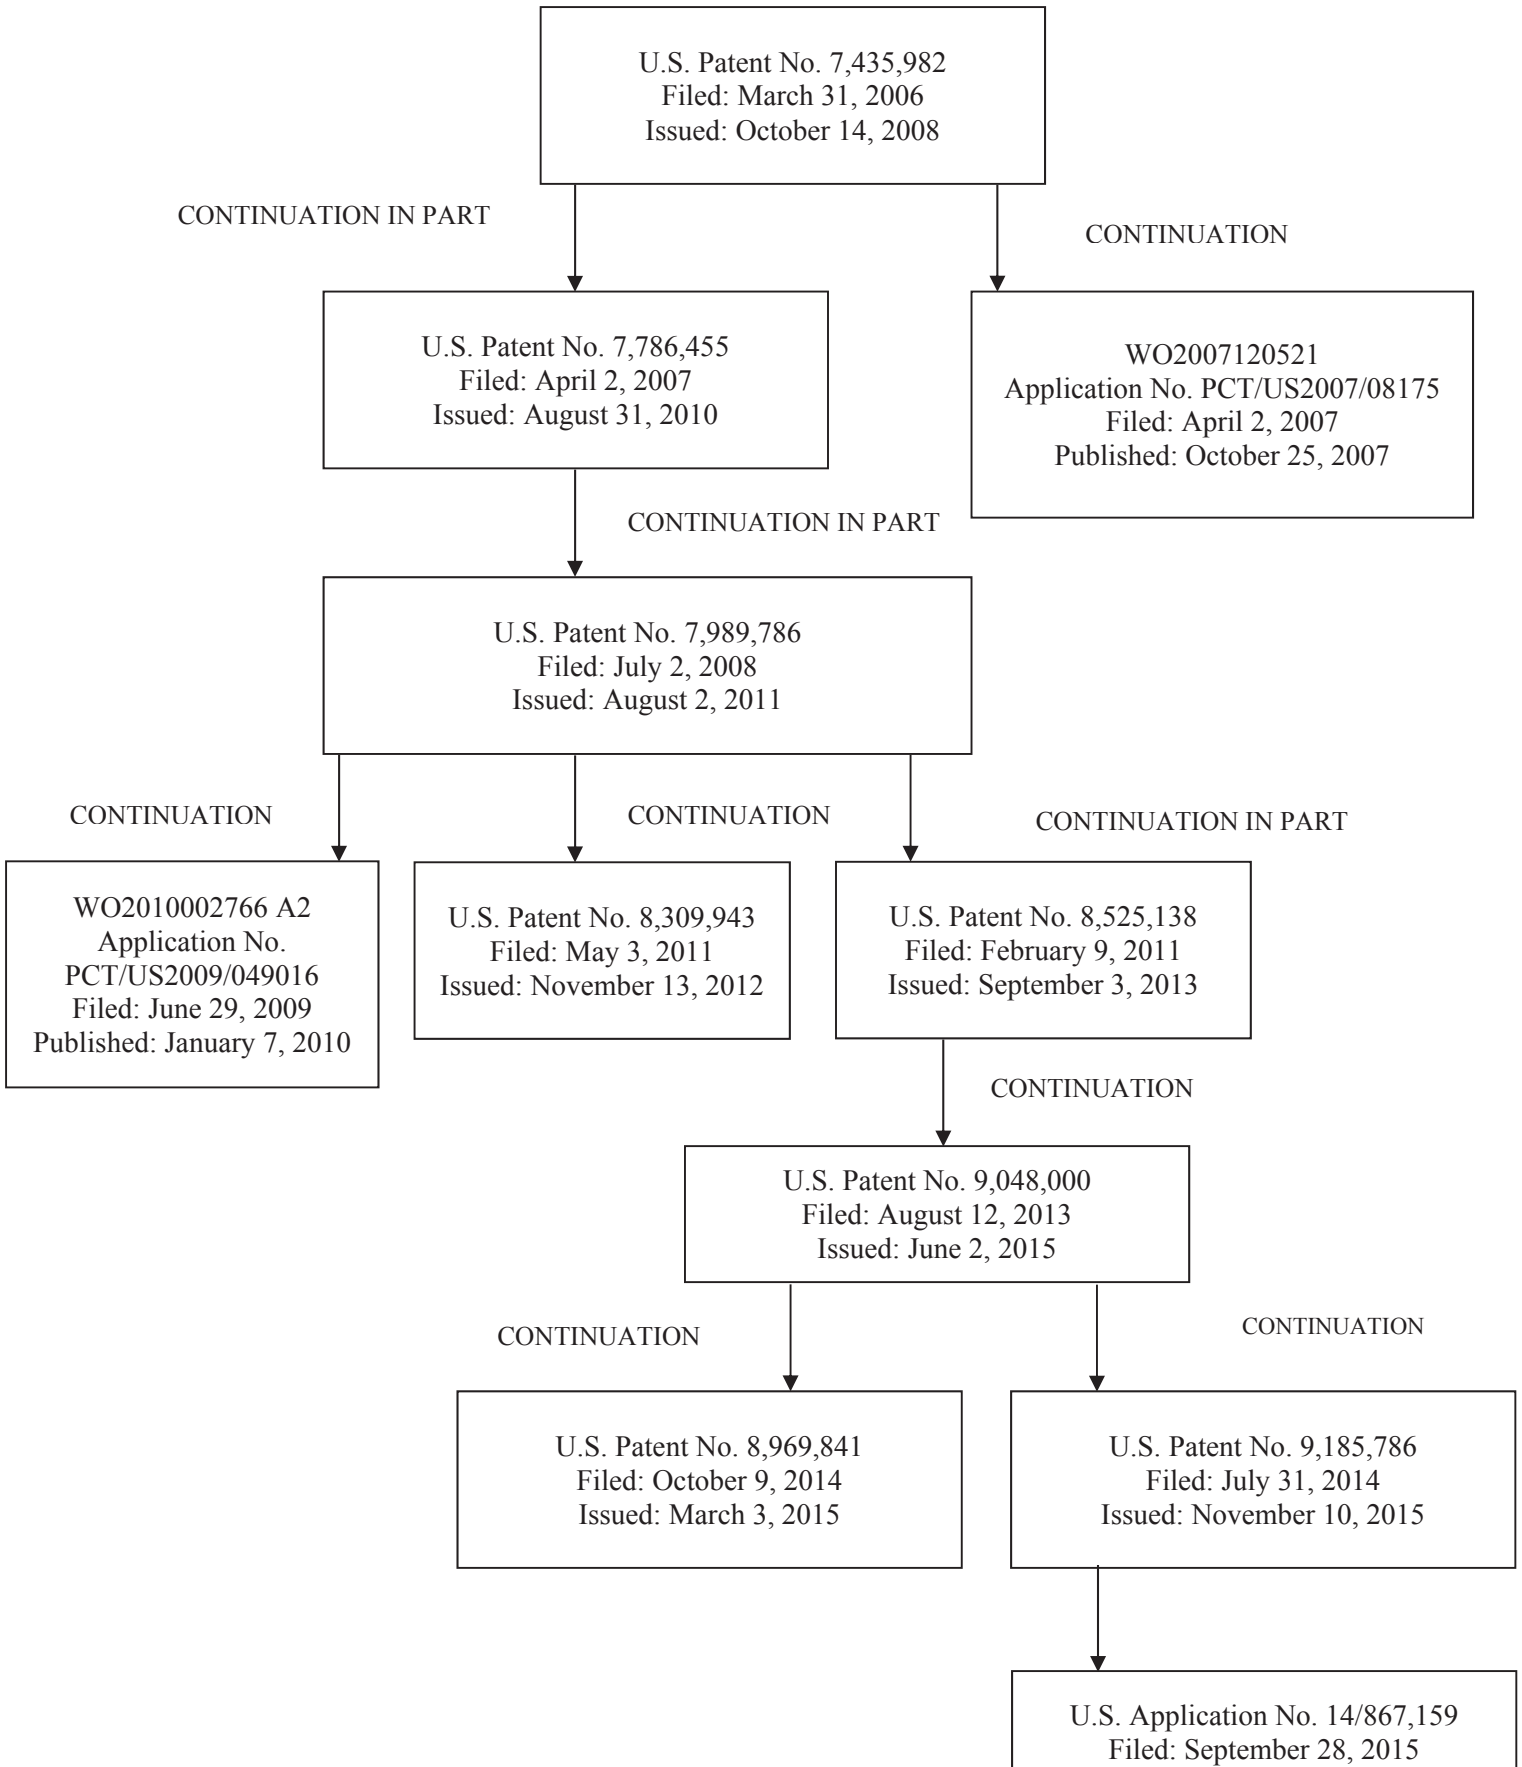 U.S. Patent No. 7,435,982
Filed: March 31, 2006
Issued: October 14, 2008
CONTINUATION IN PART
CONTINUATION
U.S. Patent No. 7,786,455
Filed: April 2, 2007
Issued: August 31, 2010
WO2007120521
Application No. PCT/US2007/08175
Filed: April 2, 2007
Published: October 25, 2007
CONTINUATION IN PART
U.S. Patent No. 7,989,786
Filed: July 2, 2008
Issued: August 2, 2011
CONTINUATION
CONTINUATION
CONTINUATION IN PART
WO2010002766 A2
Application No.
PCT/US2009/049016
Filed: June 29, 2009
Published: January 7, 2010
U.S. Patent No. 8,309,943
Filed: May 3, 2011
Issued: November 13, 2012
U.S. Patent No. 8,525,138
Filed: February 9, 2011
Issued: September 3, 2013
CONTINUATION
U.S. Patent No. 9,048,000
Filed: August 12, 2013
Issued: June 2, 2015
CONTINUATION
CONTINUATION
U.S. Patent No. 8,969,841
Filed: October 9, 2014
Issued: March 3, 2015
U.S. Patent No. 9,185,786
Filed: July 31, 2014
Issued: November 10, 2015
U.S. Application No. 14/867,159
Filed: September 28, 2015